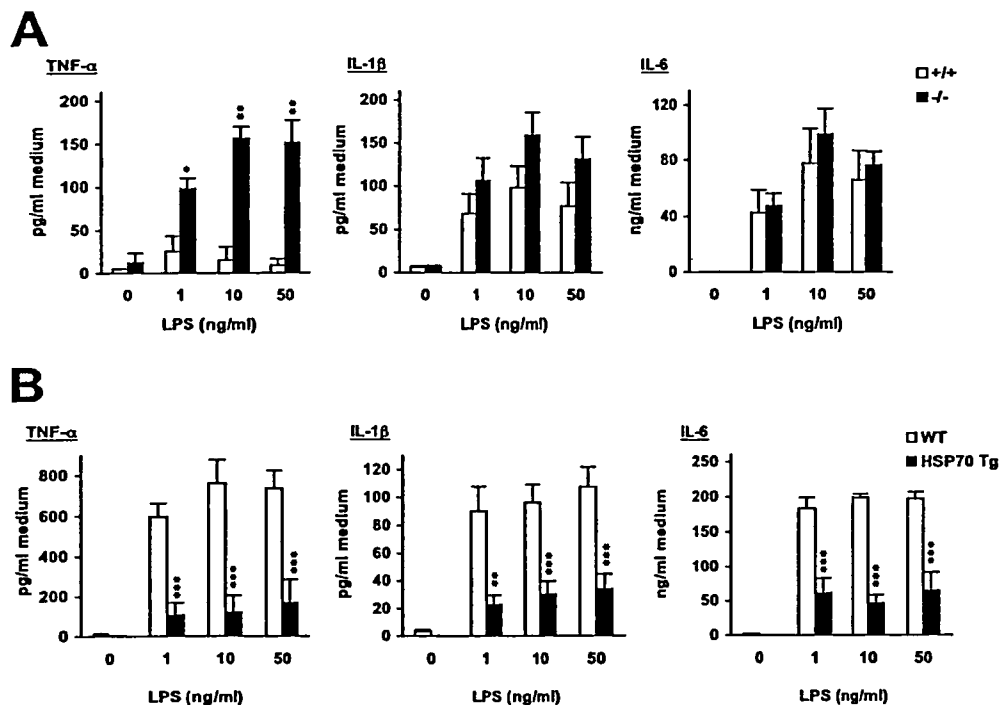 A
TNF-α
IL-1β
IL-6
+/+
-/-
pg/ml medium
200
150
100
50
0
*
**
**
0 1 10 50
LPS (ng/ml)
pg/ml medium
200
150
100
50
0
0 1 10 50
LPS (ng/ml)
ng/ml medium
120
80
40
0
0 1 10 50
LPS (ng/ml)
B
TNF-α
IL-1β
IL-6
WT
HSP70 Tg
pg/ml medium
800
600
400
200
0
***
***
***
0 1 10 50
LPS (ng/ml)
pg/ml medium
120
100
80
60
40
20
0
**
***
***
0 1 10 50
LPS (ng/ml)
ng/ml medium
200
150
100
50
0
***
***
***
0 1 10 50
LPS (ng/ml)